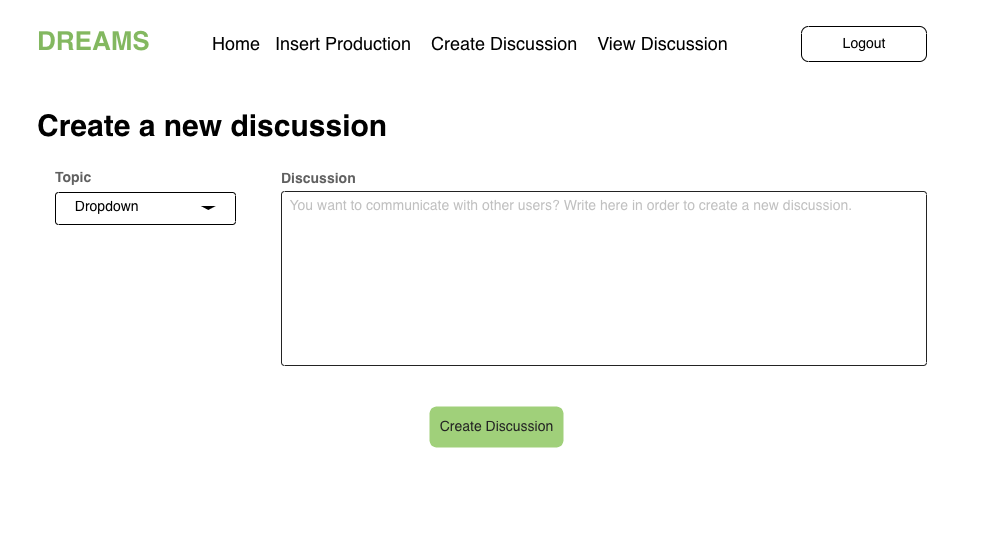 DREAMS Home Insert Production Create Discussion View Discussion Logout
Create a new discussion
Topic Discussion
Dropdown You want to communicate with other users? Write here in order to create a new discussion.
Create Discussion